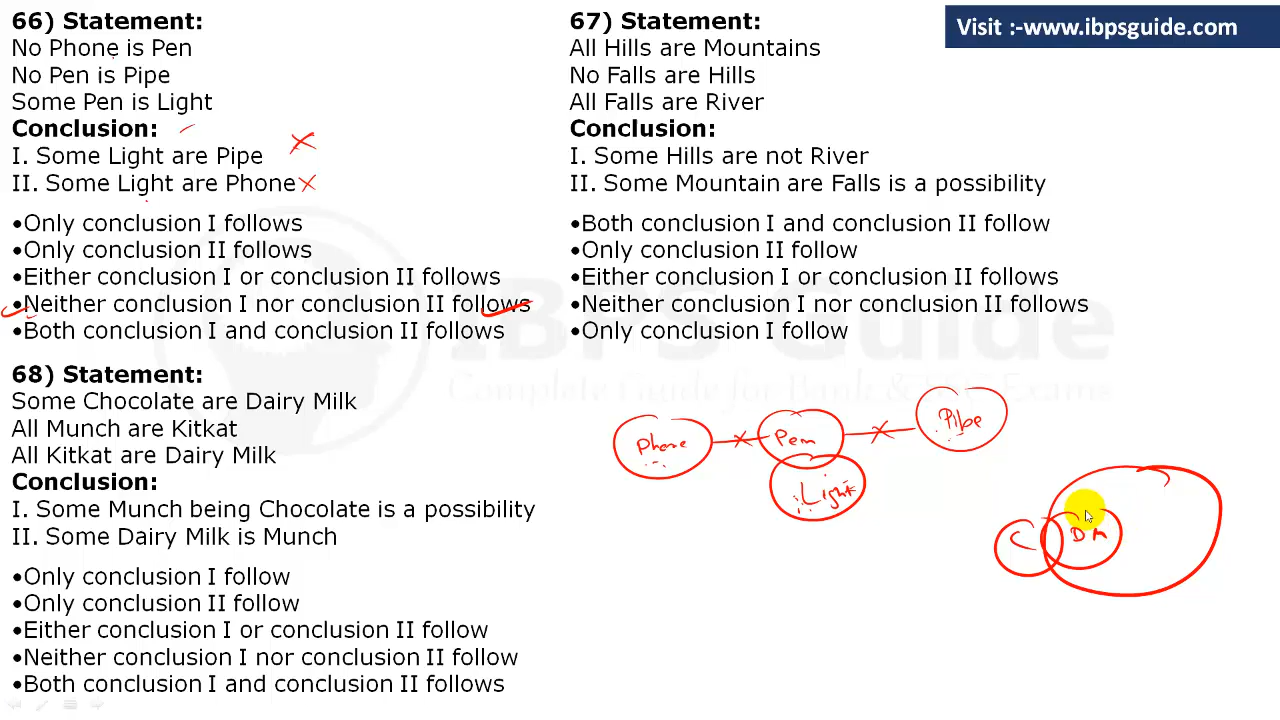 66) Statement:
No Phone is Pen
No Pen is Pipe
Some Pen is Light
Conclusion:
I. Some Light are Pipe
II. Some Light are Phone
•Only conclusion I follows
•Only conclusion II follows
•Either conclusion I or conclusion II follows
•Neither conclusion I nor conclusion II follows
•Both conclusion I and conclusion II follows
67) Statement:
All Hills are Mountains
No Falls are Hills
All Falls are River
Conclusion:
I. Some Hills are not River
II. Some Mountain are Falls is a possibility
•Both conclusion I and conclusion II follow
•Only conclusion II follow
•Either conclusion I or conclusion II follows
•Neither conclusion I nor conclusion II follows
•Only conclusion I follow
Visit :-www.ibpsguide.com
68) Statement:
Some Chocolate are Dairy Milk
All Munch are Kitkat
All Kitkat are Dairy Milk
Conclusion:
I. Some Munch being Chocolate is a possibility
II. Some Dairy Milk is Munch
•Only conclusion I follow
•Only conclusion II follow
•Either conclusion I or conclusion II follow
•Neither conclusion I nor conclusion II follow
•Both conclusion I and conclusion II follows
Phone Pen Pipe
Light
C DM
IBPS Guide